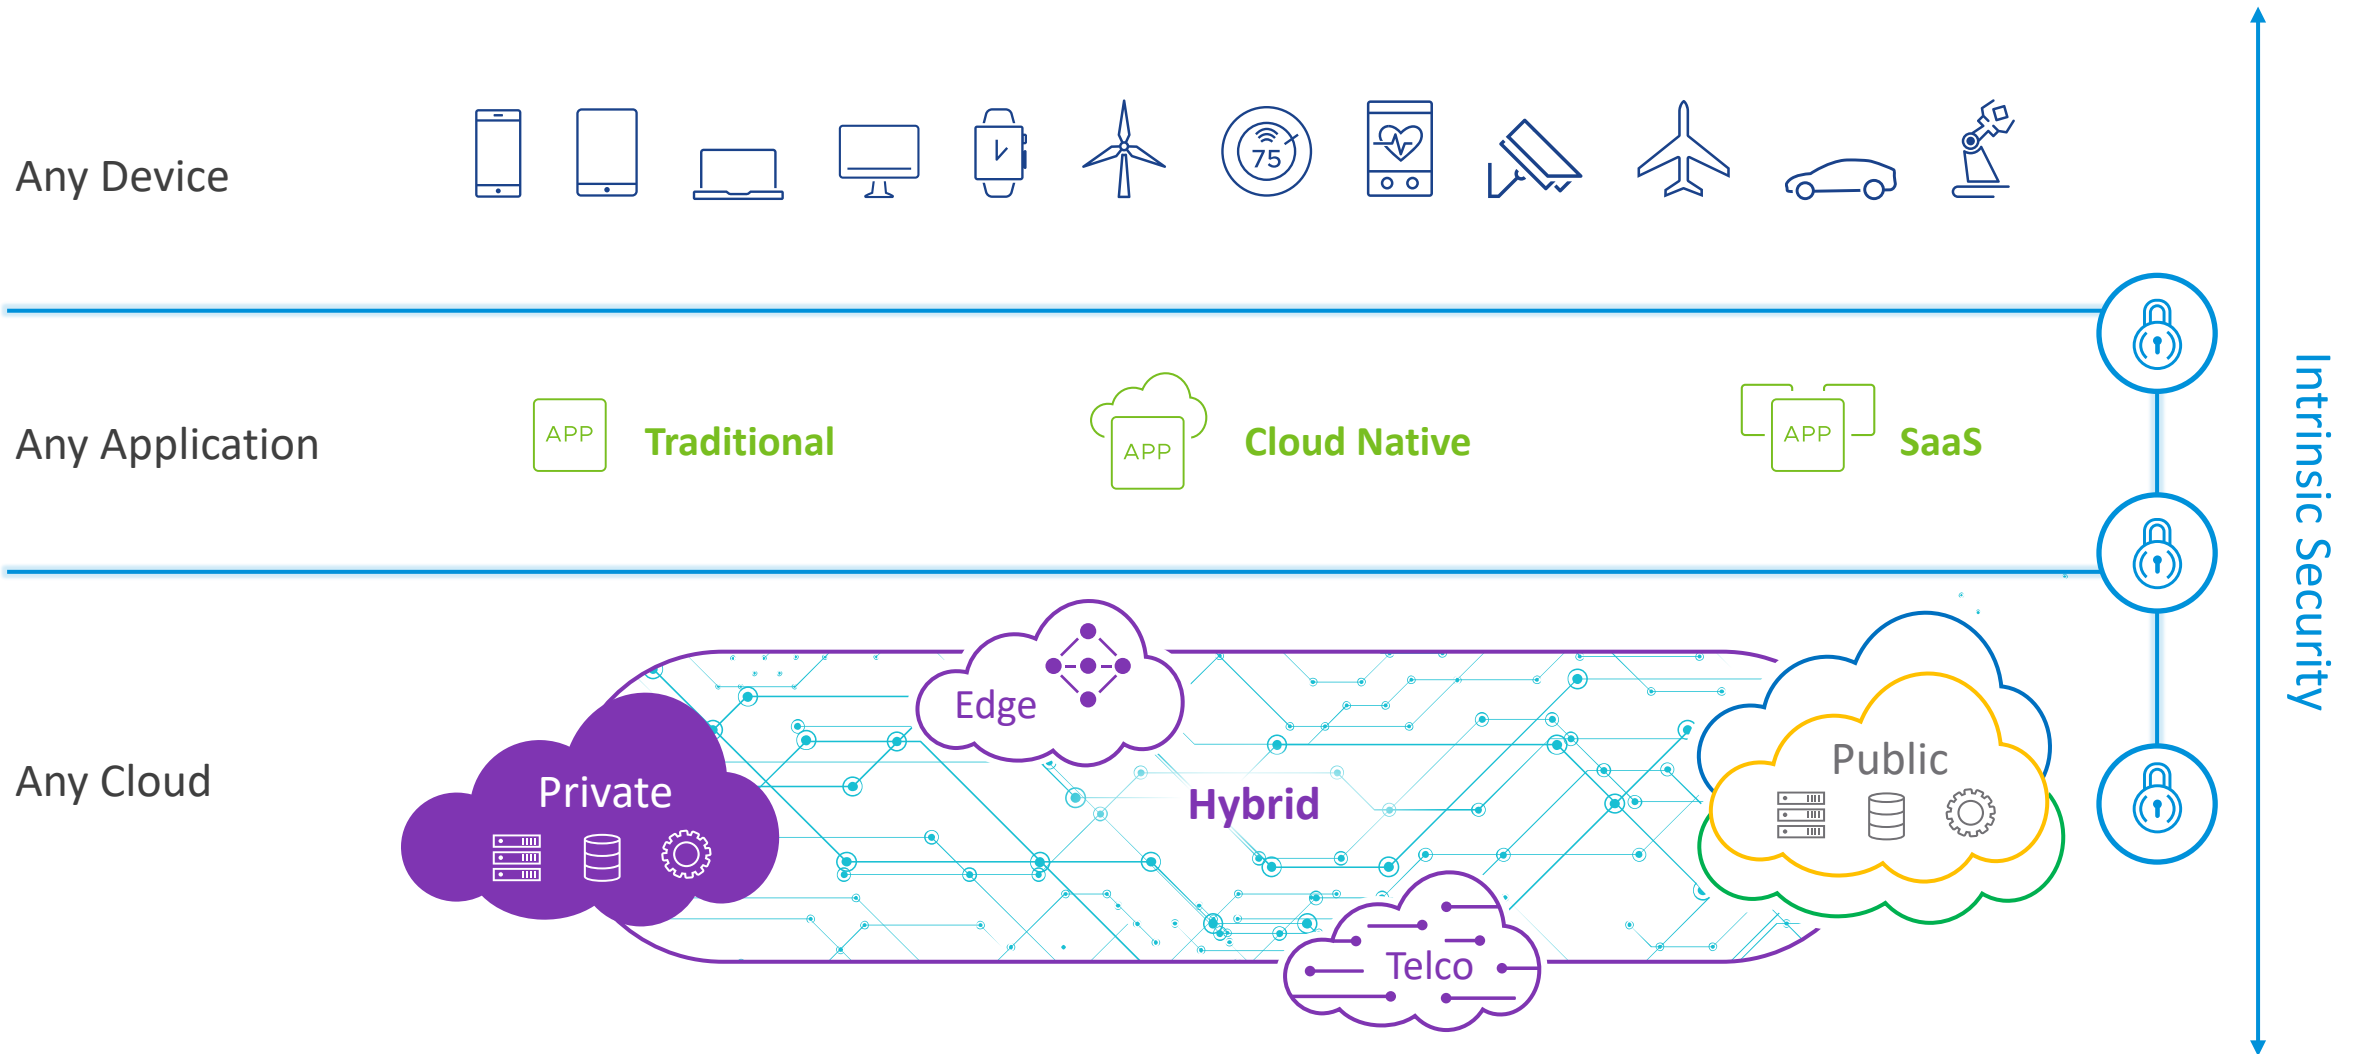 Any Device
75
Any Application
APP
Traditional
APP
Cloud Native
APP
SaaS
Any Cloud
Private
Edge
Hybrid
Telco
Public
Intrinsic Security